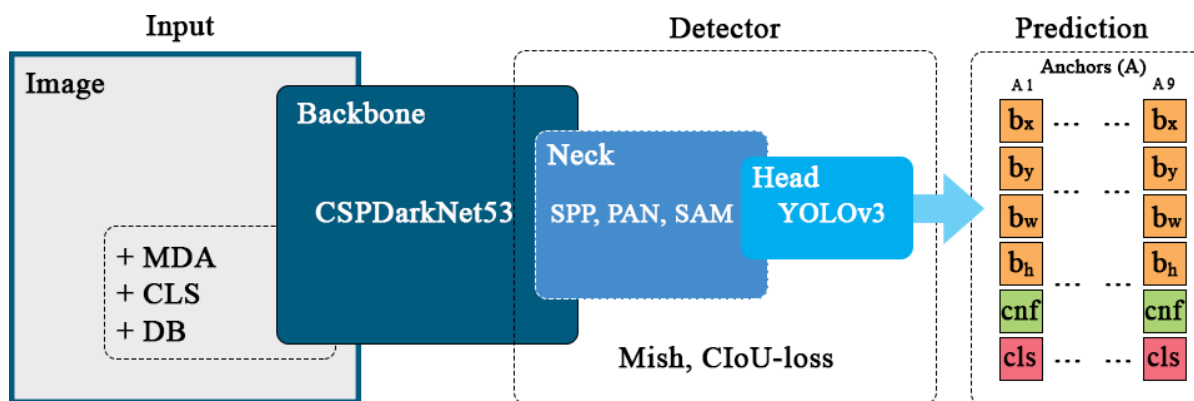 Input
Detector
Prediction
Image
+ MDA
+ CLS
+ DB
Backbone
CSPDarkNet53
Neck
SPP, PAN, SAM
Head
YOLOv3
Mish, CIoU-loss
Anchors (A)
A 1 A 9
bx ... ... bx
by ... ... by
bw bw
bh ... ... bh
cnf cnf
cls ... ... cls